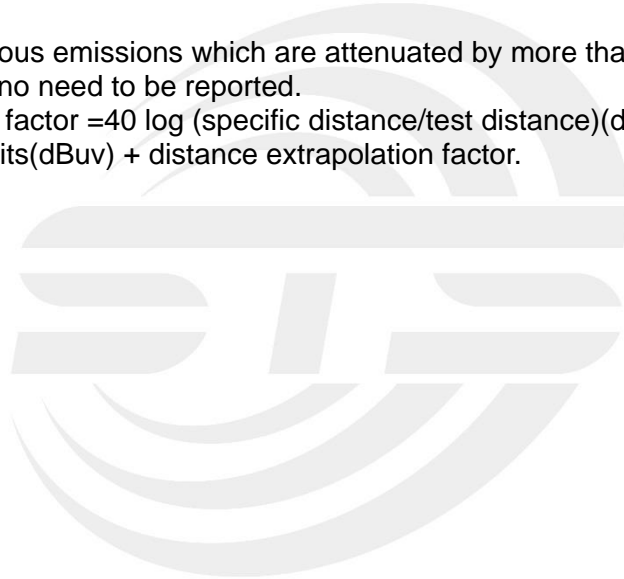 ous emissions which are attenuated by more tha
no need to be reported.
factor =40 log (specific distance/test distance)(d
its(dBuv) + distance extrapolation factor.
STS